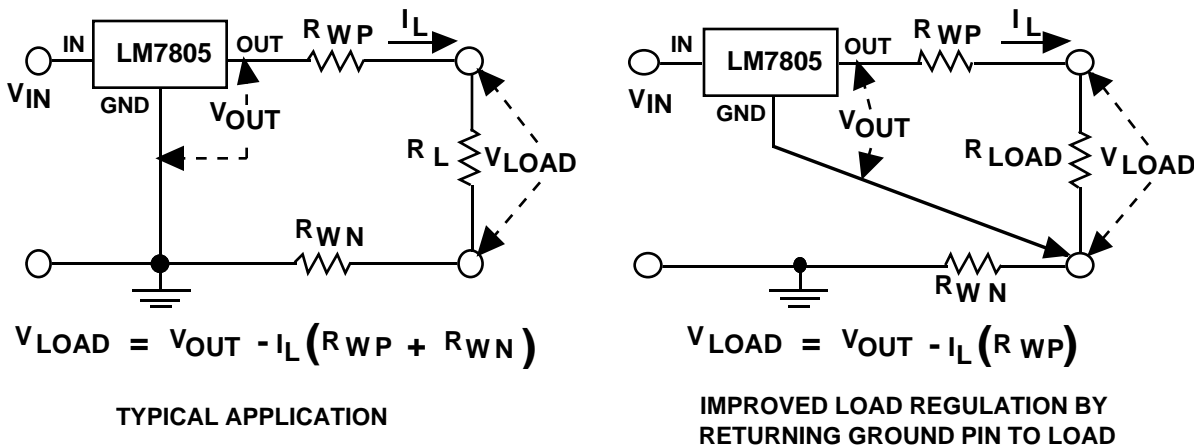 IN LM7805 OUT R WP I L
V IN GND V OUT
R L V LOAD
R WN
V LOAD = V OUT - I L (R WP + R WN)
TYPICAL APPLICATION
IN LM7805 OUT R WP I L
V IN GND V OUT
R LOAD V LOAD
R W N
V LOAD = V OUT - I L (R WP)
IMPROVED LOAD REGULATION BY
RETURNING GROUND PIN TO LOAD